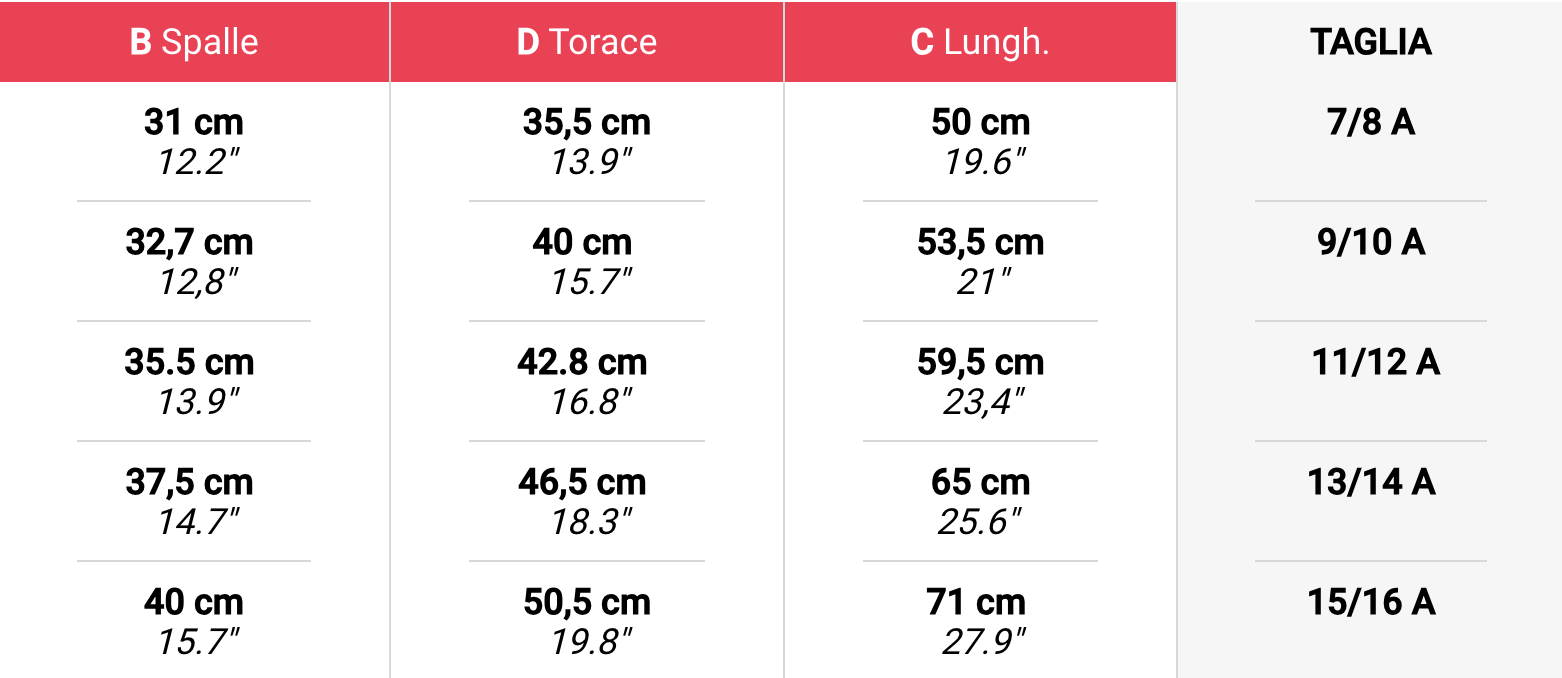 B Spalle D Torace C Lungh. TAGLIA
31 cm 35,5 cm 50 cm 7/8 A
12.2" 13.9" 19.6"
32,7 cm 40 cm 53,5 cm 9/10 A
12,8" 15.7" 21"
35.5 cm 42.8 cm 59,5 cm 11/12 A
13.9" 16.8" 23,4"
37,5 cm 46,5 cm 65 cm 13/14 A
14.7" 18.3" 25.6"
40 cm 50,5 cm 71 cm 15/16 A
15.7" 19.8" 27.9"